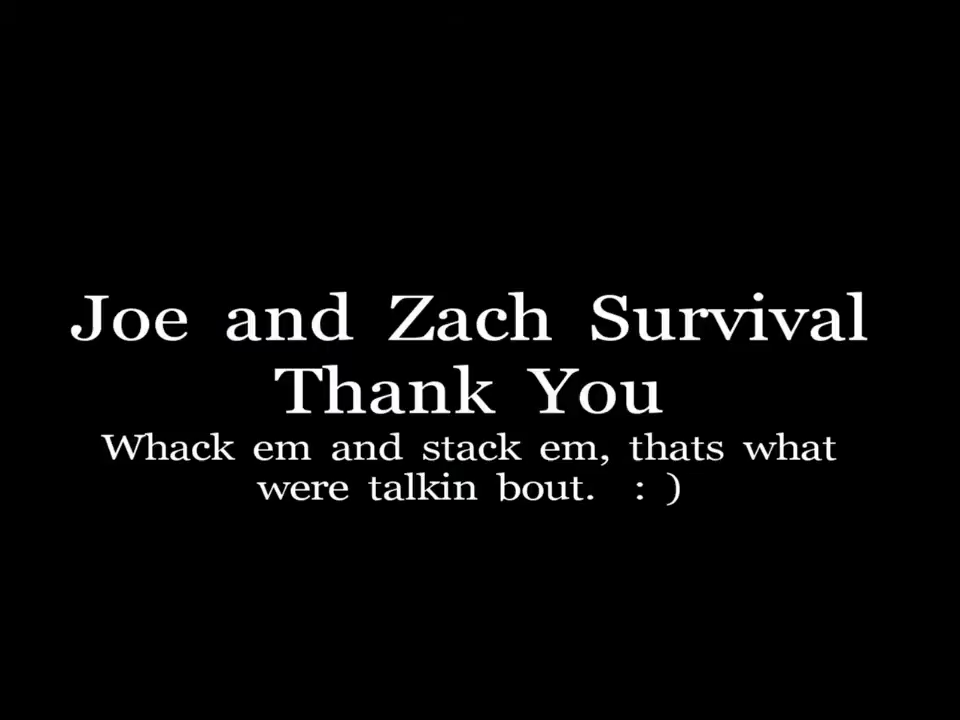 Joe and Zach Survival
Thank You
Whack em and stack em, thats what
were talkin bout. : )